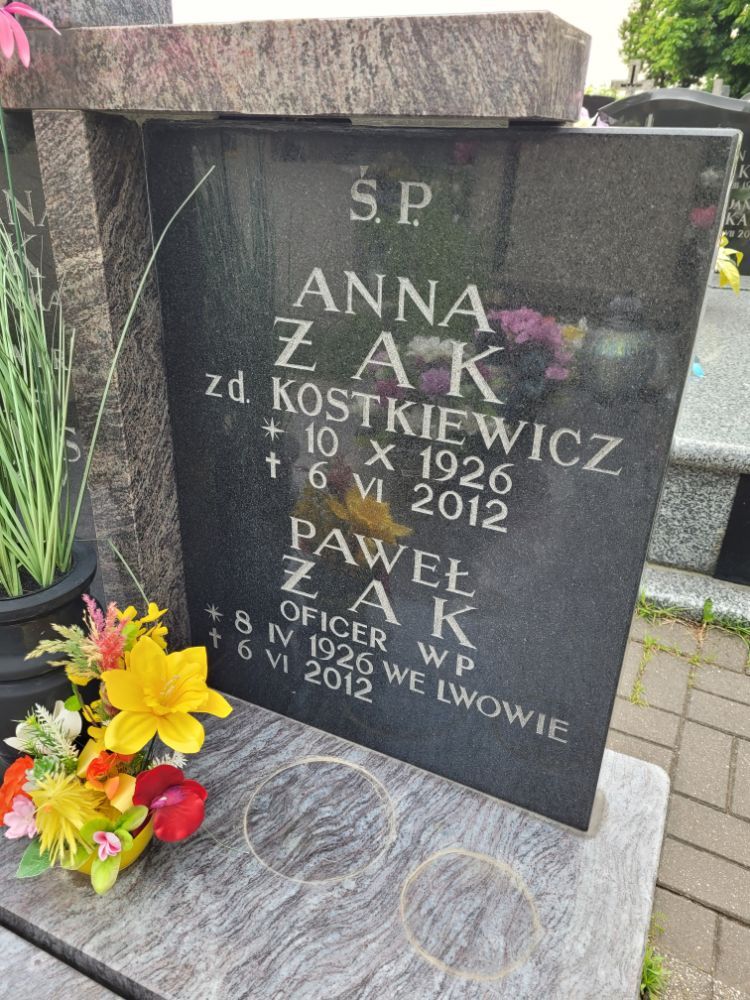 Ś. P.
ANNA
ŻAK
zd. KOSTKIEWICZ
* 10 X 1926
† 6 VI 2012
PAWEŁ
ŻAK
OFICER WP
* 8 IV 1926 WE LWOWIE
† 6 VI 2012